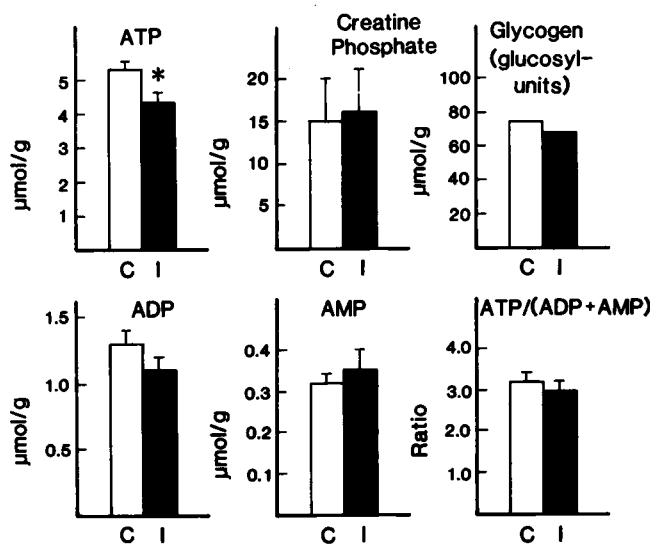 ATP
µmol/g
5
4
3
2
1
*
C I
Creatine
Phosphate
µmol/g
20
15
10
5
C I
Glycogen
(glucosyl-
units)
µmol/g
100
80
60
40
20
C I
ADP
µmol/g
1.5
1.0
0.5
C I
AMP
µmol/g
0.4
0.3
0.2
0.1
C I
ATP/(ADP+AMP)
Ratio
4.0
3.0
2.0
1.0
C I